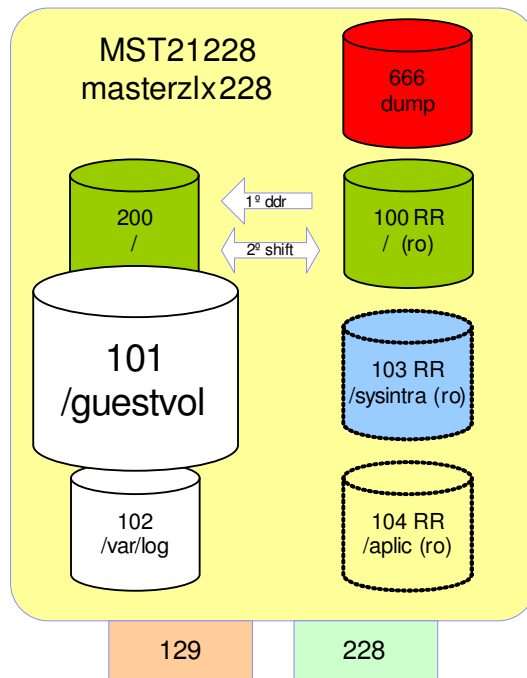 MST21228
masterzlx228
666
dump
200
/
1º ddr
2º shift
100 RR
/ (ro)
101
/guestvol
103 RR
/sysintra (ro)
102
/var/log
104 RR
/aplic (ro)
129
228